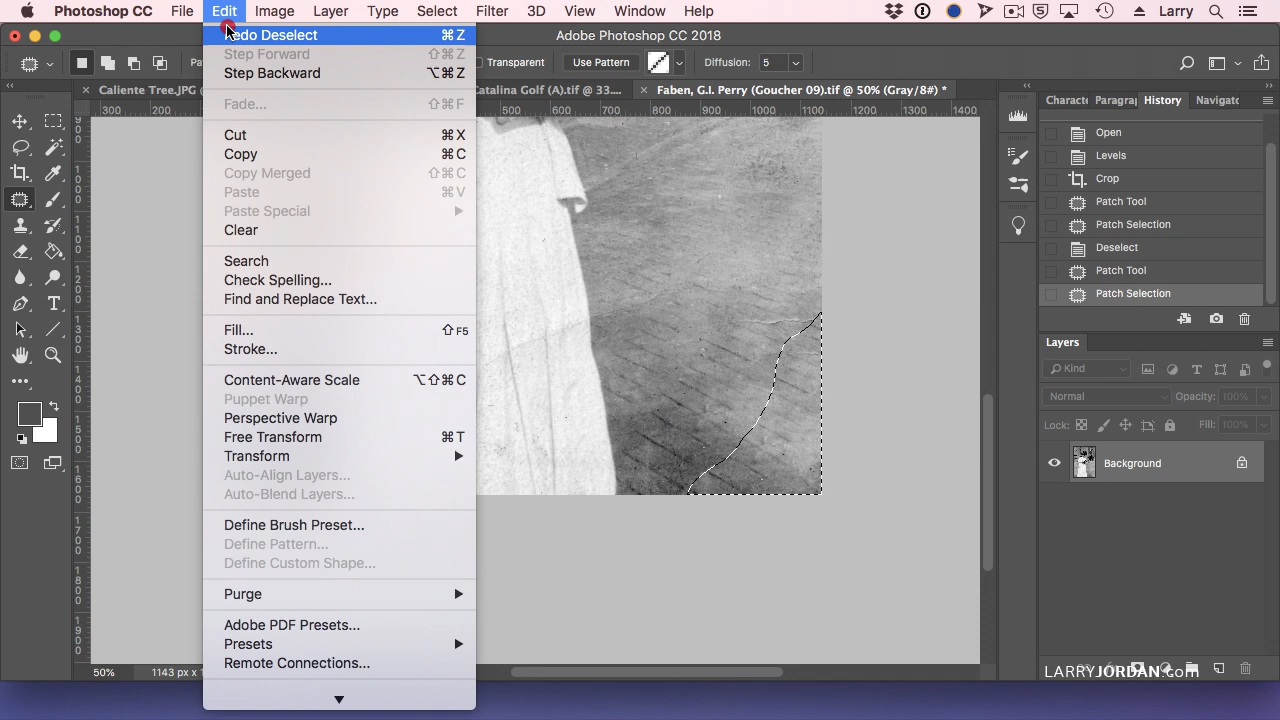 Photoshop CC File Edit Image Layer Type Select Filter 3D View Window Help Larry
Adobe Photoshop CC 2018
Transparent Use Pattern Diffusion: 5
Caliente Tree.JPG @ Catalina Golf (A).tif @ 33.... Faben, G.I. Perry (Goucher 09).tif @ 50% (Gray/8#) *
300 200 500 600 700 800 900 1000 1100 1200 1300 1400
Redo Deselect ⌘Z
Step Forward ⇧⌘Z
Step Backward ⌥⌘Z
Fade... ⇧⌘F
Cut ⌘X
Copy ⌘C
Copy Merged ⇧⌘C
Paste ⌘V
Paste Special
Clear
Search
Check Spelling...
Find and Replace Text...
Fill... ⇧F5
Stroke...
Content-Aware Scale ⌥⇧⌘C
Puppet Warp
Perspective Warp
Free Transform ⌘T
Transform
Auto-Align Layers...
Auto-Blend Layers...
Define Brush Preset...
Define Pattern...
Define Custom Shape...
Purge
Adobe PDF Presets...
Presets
Remote Connections...
Paragraph History
Open
Levels
Crop
Patch Tool
Patch Selection
Deselect
Patch Tool
Patch Selection
Layers
Kind
Normal Opacity: 100%
Lock: Fill: 100%
Background
50% 1143 px x
LARRYJORDAN.com